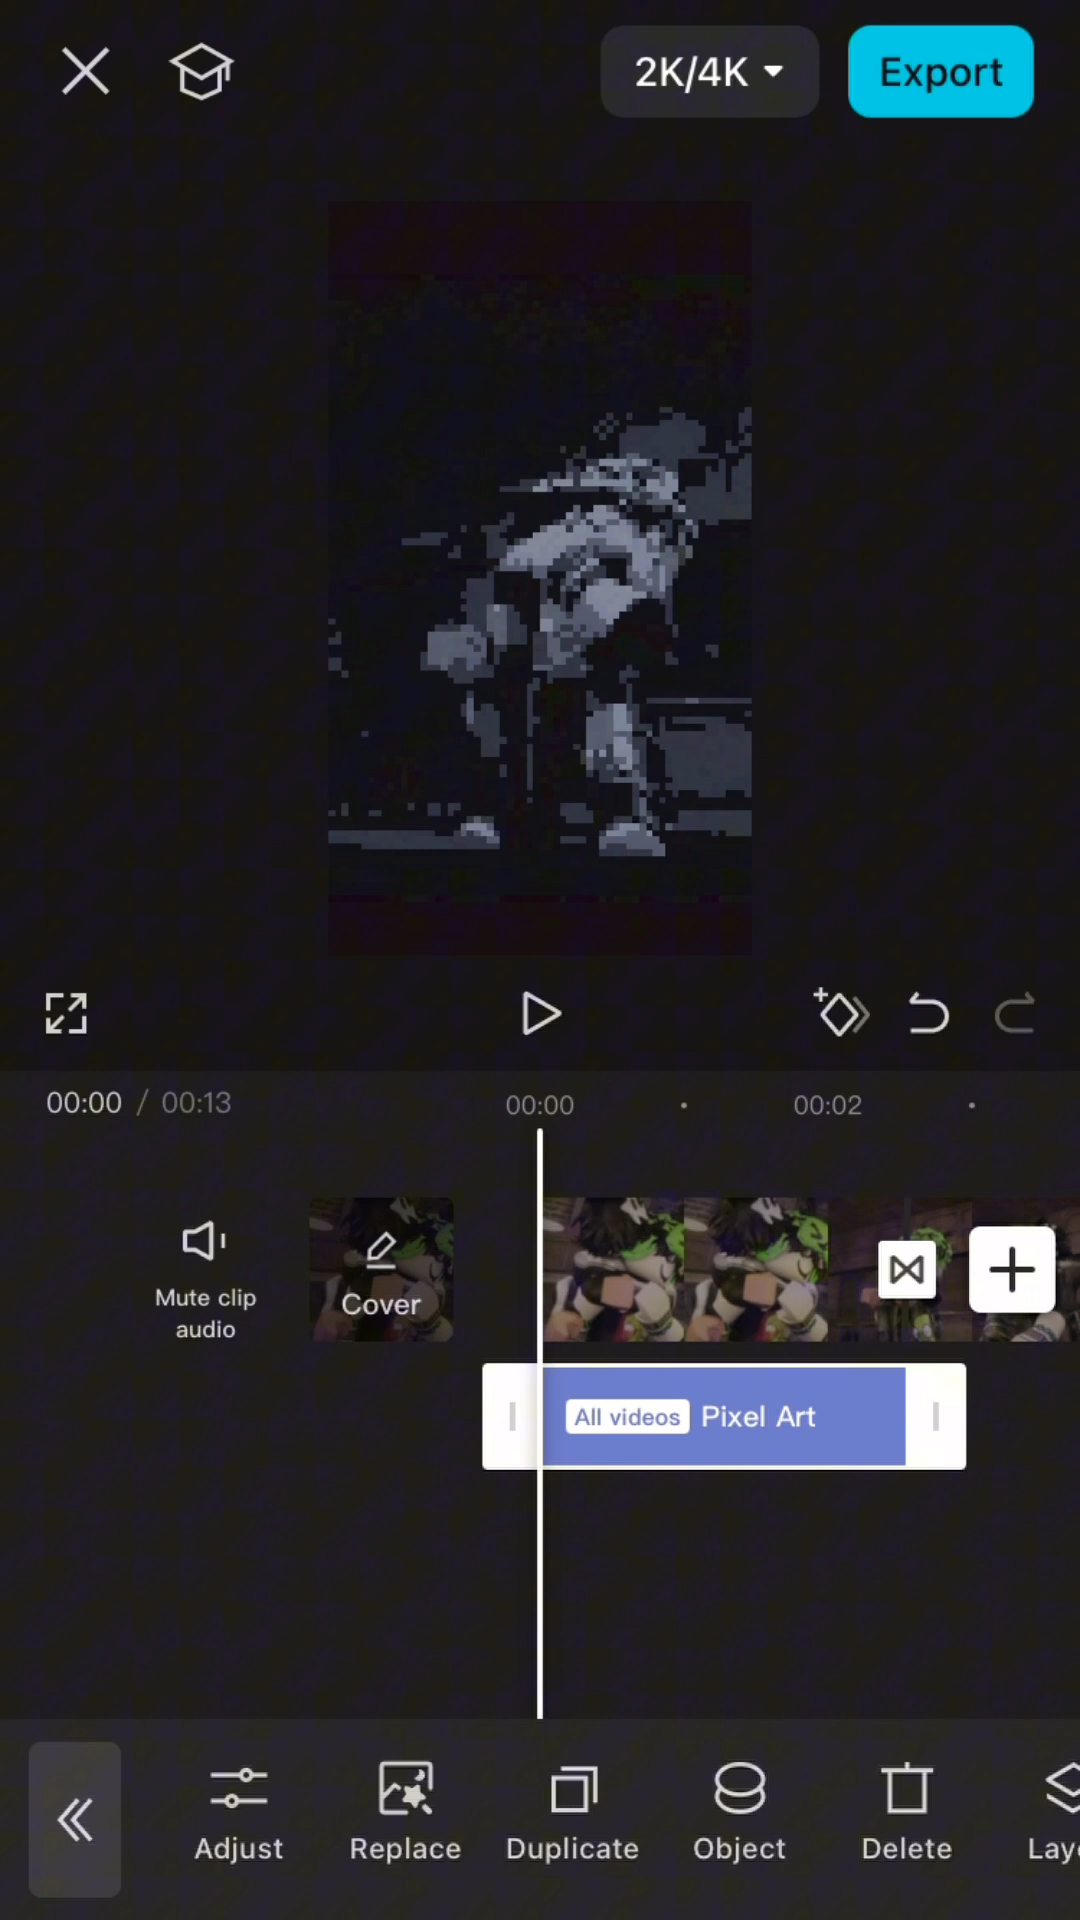 2K/4K
Export
00:00 / 00:13
00:00
00:02
Mute clip
audio
Cover
All videos
Pixel Art
Adjust
Replace
Duplicate
Object
Delete
Lay